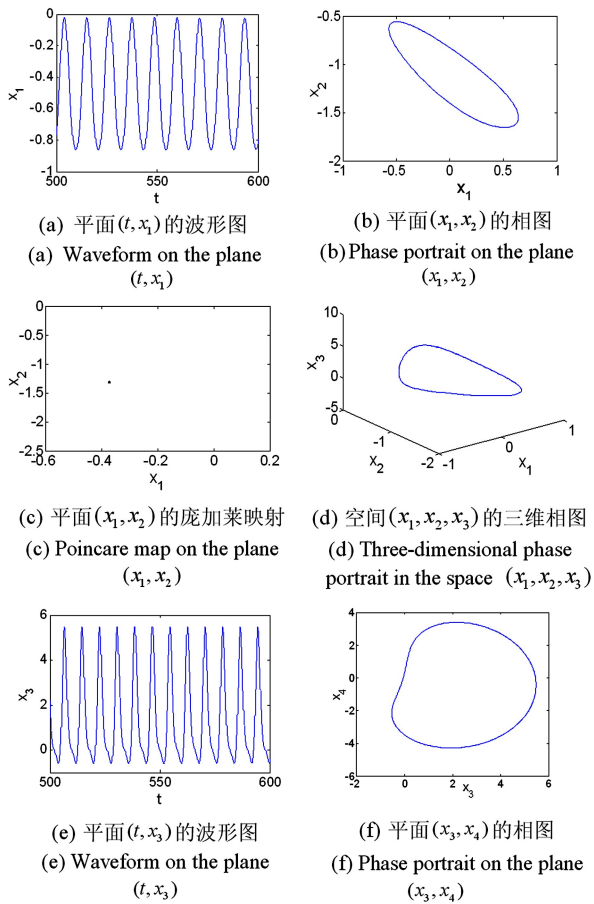 0
-0.2
-0.4
-0.6
-0.8
-1
500
550
600
x1
t
-0.5
-1
-1.5
-2
-1
-0.5
0
0.5
1
x2
x1
(a) 平面(t,x1)的波形图
(a) Waveform on the plane
(t,x1)
(b) 平面(x1,x2)的相图
(b) Phase portrait on the plane
(x1,x2)
0
-0.5
-1
-1.5
-2
-2.5
-0.6
-0.4
-0.2
0
0.2
x2
x1
10
5
0
-5
0
-1
-2
-1
0
1
x3
x2
x1
(c) 平面(x1,x2)的庞加莱映射
(c) Poincare map on the plane
(x1,x2)
(d) 空间(x1,x2,x3)的三维相图
(d) Three-dimensional phase
portrait in the space (x1,x2,x3)
6
4
2
0
500
550
600
x3
t
4
2
0
-2
-4
-6
-2
0
2
4
6
x4
x3
(e) 平面(t,x3)的波形图
(e) Waveform on the plane
(t,x3)
(f) 平面(x3,x4)的相图
(f) Phase portrait on the plane
(x3,x4)